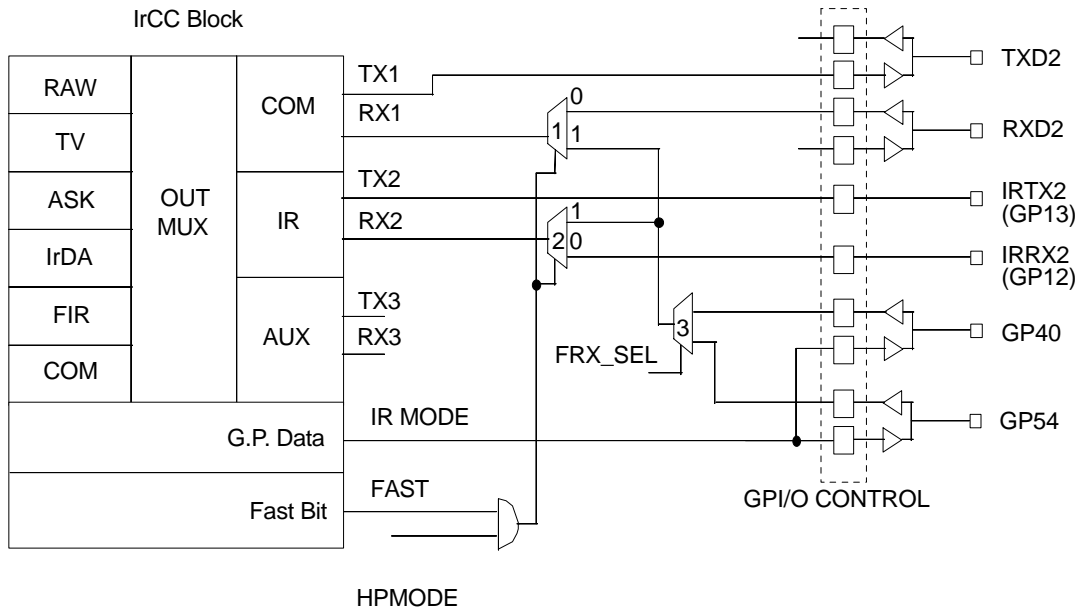 IrCC Block
RAW
TV
ASK
IrDA
FIR
COM
OUT
MUX
COM
IR
AUX
G.P. Data
Fast Bit
TX1
RX1
TX2
RX2
TX3
RX3
IR MODE
FAST
HPMODE
1
0
1
2
1
0
3
FRX_SEL
GPI/O CONTROL
TXD2
RXD2
IRTX2
(GP13)
IRRX2
(GP12)
GP40
GP54